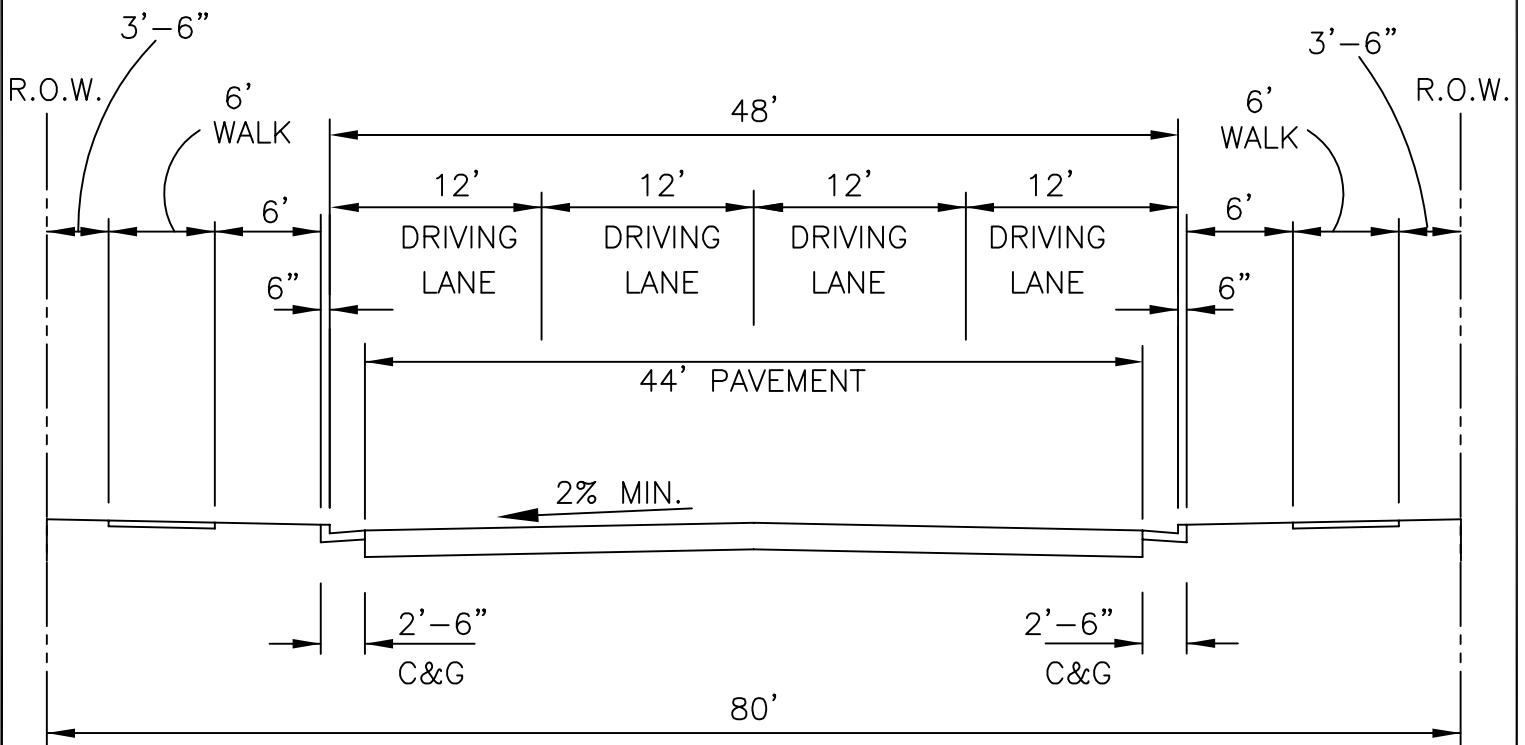 3'-6"
3'-6"
R.O.W.
R.O.W.
6'
WALK
48'
6'
WALK
12'
12'
12'
12'
6'
6'
DRIVING
LANE
DRIVING
LANE
DRIVING
LANE
DRIVING
LANE
6"
6"
44' PAVEMENT
2% MIN.
2'-6"
C&G
2'-6"
C&G
80'